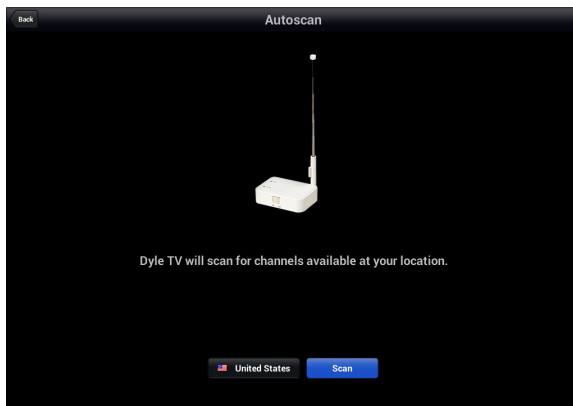 Back
Autoscan
Dyle TV will scan for channels available at your location.
United States
Scan